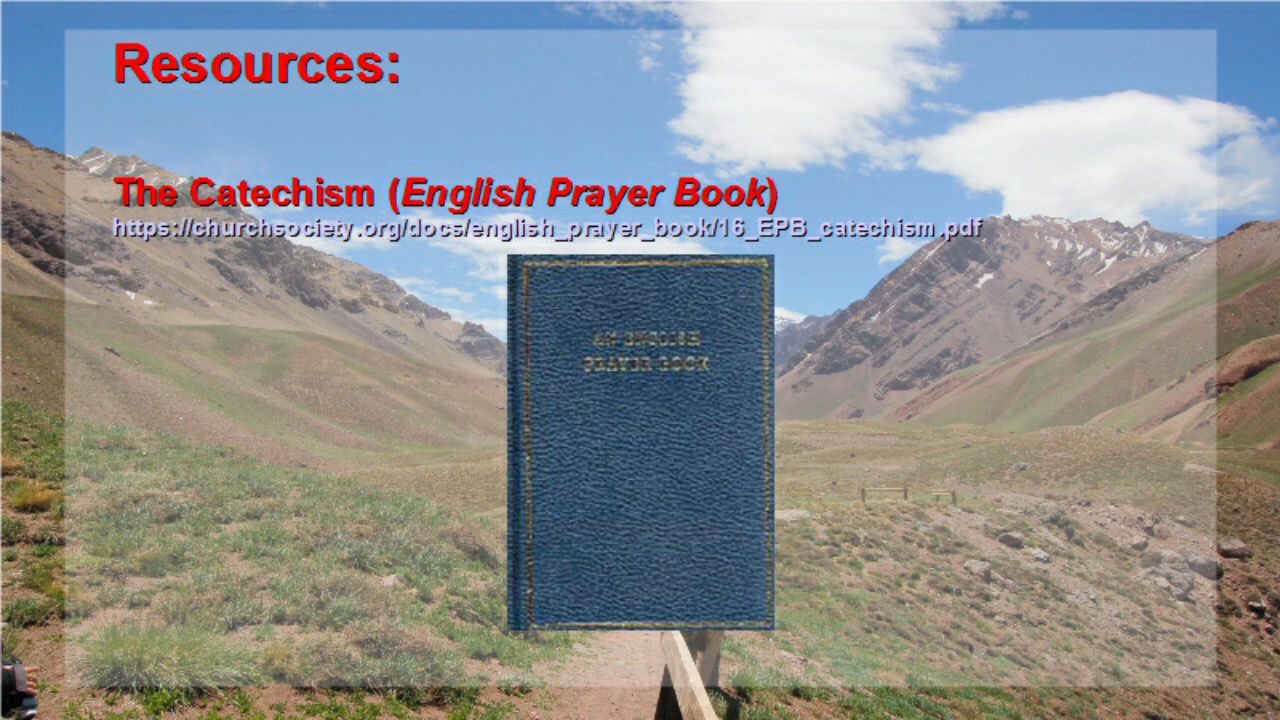 Resources:
The Catechism (English Prayer Book)
https://churchsociety.org/docs/english_prayer_book/16_EPB_catechism.pdf
AN ENGLISH
PRAYER BOOK